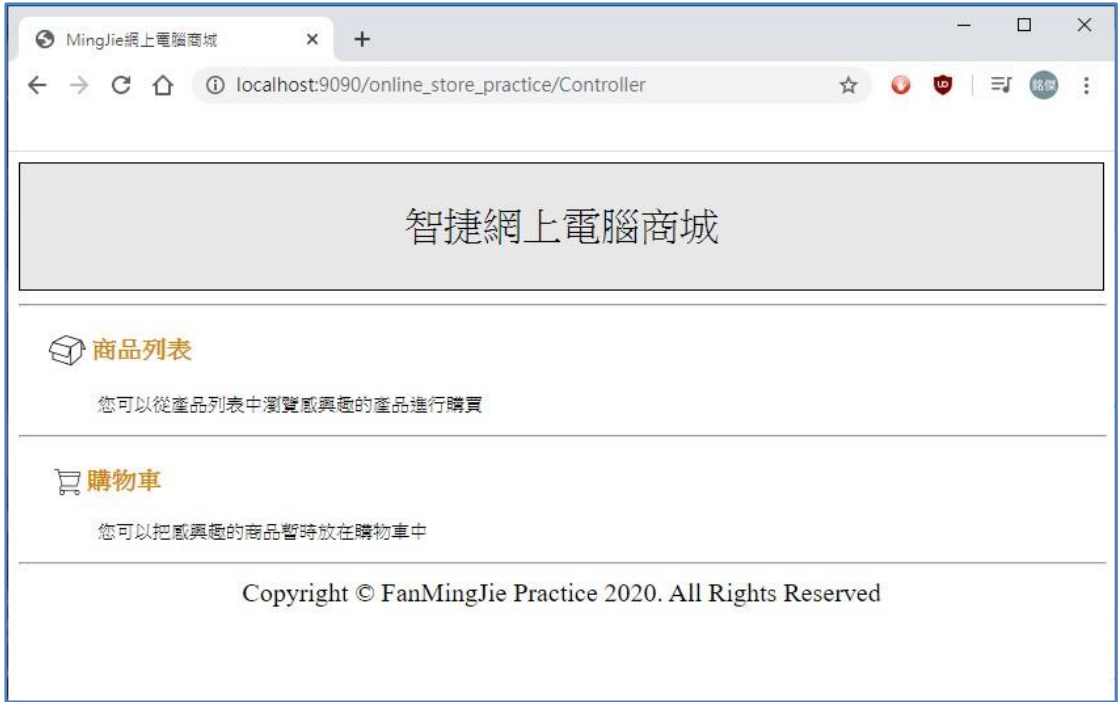 MingJie網上電腦商城
localhost:9090/online_store_practice/Controller
銘傑
智捷網上電腦商城
商品列表
您可以從產品列表中瀏覽感興趣的產品進行購買
購物車
您可以把感興趣的商品暫時放在購物車中
Copyright © FanMingJie Practice 2020. All Rights Reserved